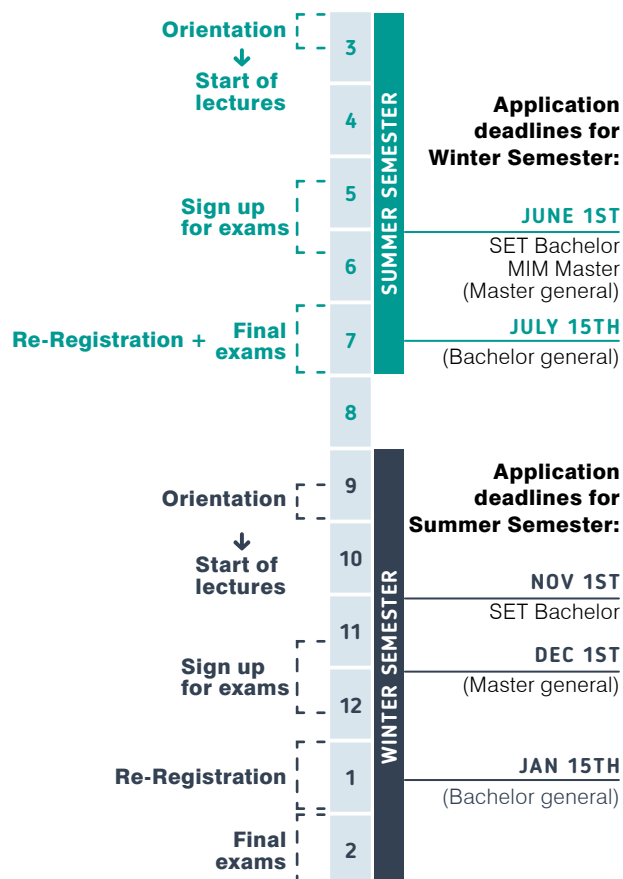 Orientation
Start of
lectures
3
4
Sign up
for exams
5
6
Re-Registration +
Final
exams
7
8
SUMMER SEMESTER
Application
deadlines for
Winter Semester:
JUNE 1ST
SET Bachelor
MIM Master
(Master general)
JULY 15TH
(Bachelor general)
Orientation
9
Start of
lectures
10
11
Sign up
for exams
12
Re-Registration
1
Final
exams
2
WINTER SEMESTER
Application
deadlines for
Summer Semester:
NOV 1ST
SET Bachelor
DEC 1ST
(Master general)
JAN 15TH
(Bachelor general)